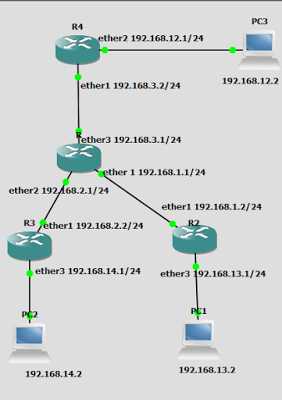 R4
ether2 192.168.12.1/24
PC3
ether1 192.168.3.2/24
192.168.12.2
ether3 192.168.3.1/24
R
ether 1 192.168.1.1/24
ether2 192.168.2.1/24
ether1 192.168.1.2/24
R3
ether1 192.168.2.2/24
R2
ether3 192.168.14.1/24
ether3 192.168.13.1/24
PC2
PC1
192.168.14.2
192.168.13.2